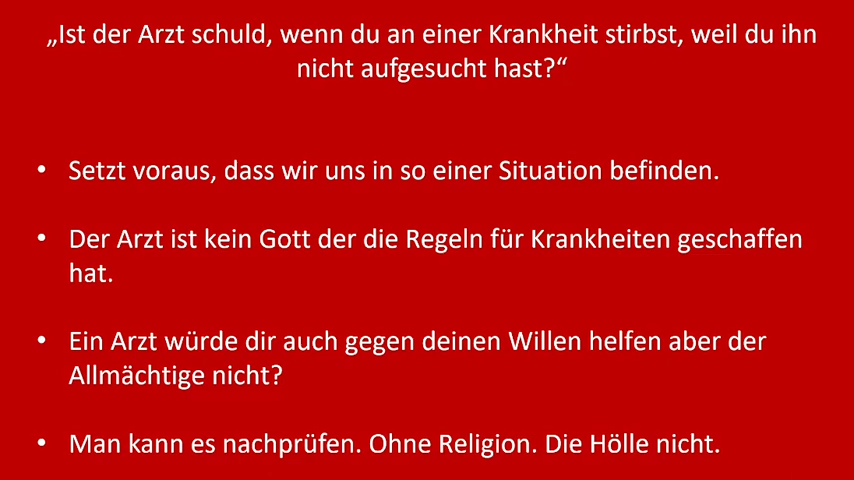 „Ist der Arzt schuld, wenn du an einer Krankheit stirbst, weil du ihn
nicht aufgesucht hast?“
• Setzt voraus, dass wir uns in so einer Situation befinden.
• Der Arzt ist kein Gott der die Regeln für Krankheiten geschaffen
hat.
• Ein Arzt würde dir auch gegen deinen Willen helfen aber der
Allmächtige nicht?
• Man kann es nachprüfen. Ohne Religion. Die Hölle nicht.